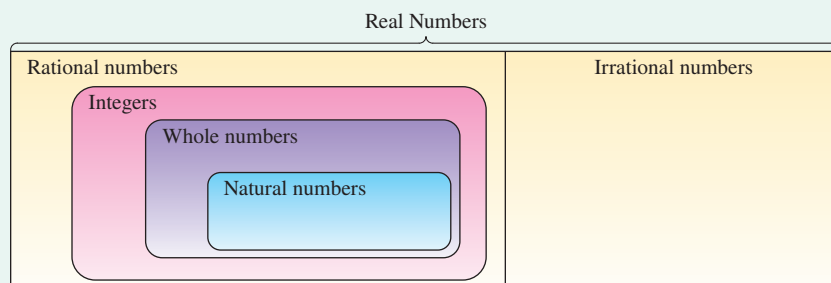 Real Numbers
Rational numbers
Irrational numbers
Integers
Whole numbers
Natural numbers